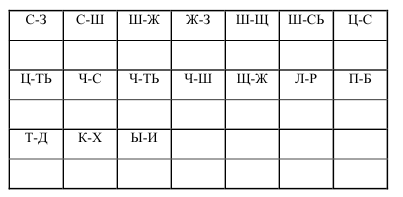 С-З С-Ш Ш-Ж Ж-З Ш-Щ Ш-СЬ Ц-С
Ц-ТЬ Ч-С Ч-ТЬ Ч-Ш Щ-Ж Л-Р П-Б
Т-Д К-Х Ы-И